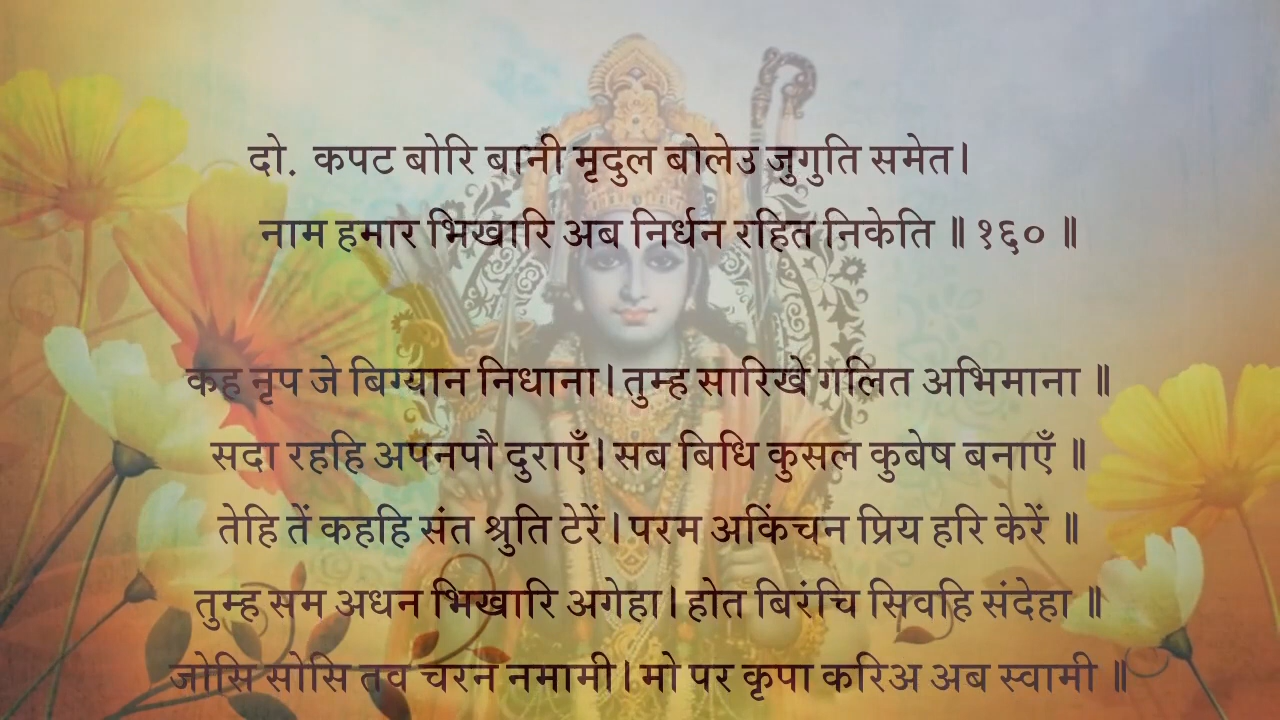 दो. कपट बोरि बानी मृदुल बोलेउ जुगुति समेत।
नाम हमार भिखारि अब निर्धन रहित निकेति ॥ १६० ॥
कह नृप जे बिग्यान निधाना। तुम्ह सारिखे गलित अभिमाना ॥
सदा रहहि अपनपौ दुराएँ। सब बिधि कुसल कुबेष बनाएँ ॥
तेहि तें कहहि संत श्रुति टेरें। परम अकिंचन प्रिय हरि केरें ॥
तुम्ह सम अधन भिखारि अगेहा। होत बिरंचि सिवहि संदेहा ॥
जोसि सोसि तव चरन नमामी। मो पर कृपा करिअ अब स्वामी ॥